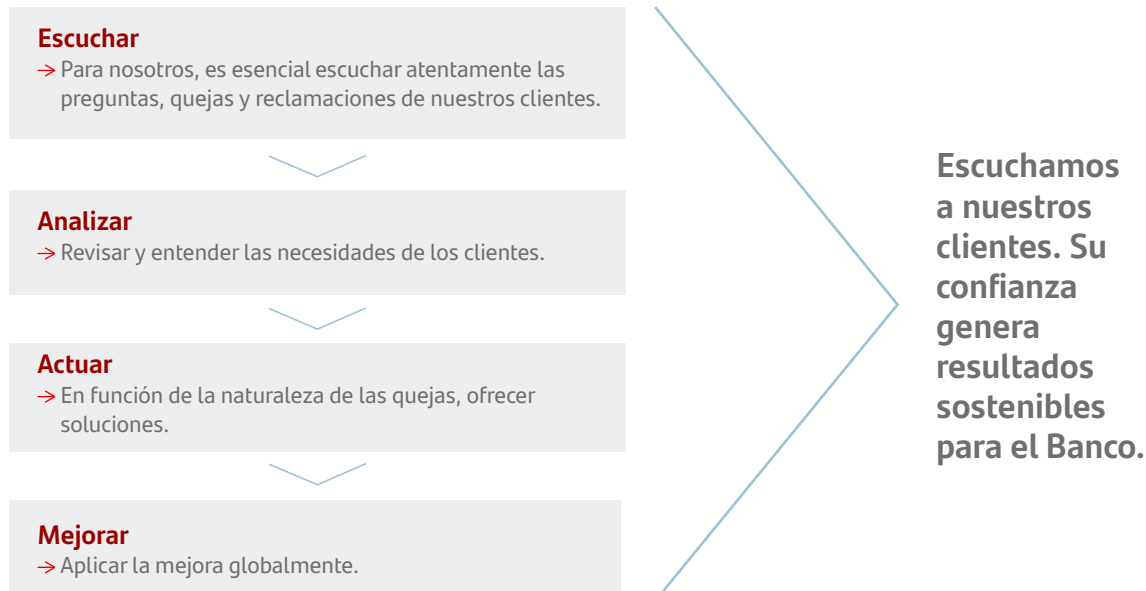 Escuchar
→ Para nosotros, es esencial escuchar atentamente las
preguntas, quejas y reclamaciones de nuestros clientes.
Analizar
→ Revisar y entender las necesidades de los clientes.
Actuar
→ En función de la naturaleza de las quejas, ofrecer
soluciones.
Mejorar
→ Aplicar la mejora globalmente.
Escuchamos
a nuestros
clientes. Su
confianza
genera
resultados
sostenibles
para el Banco.